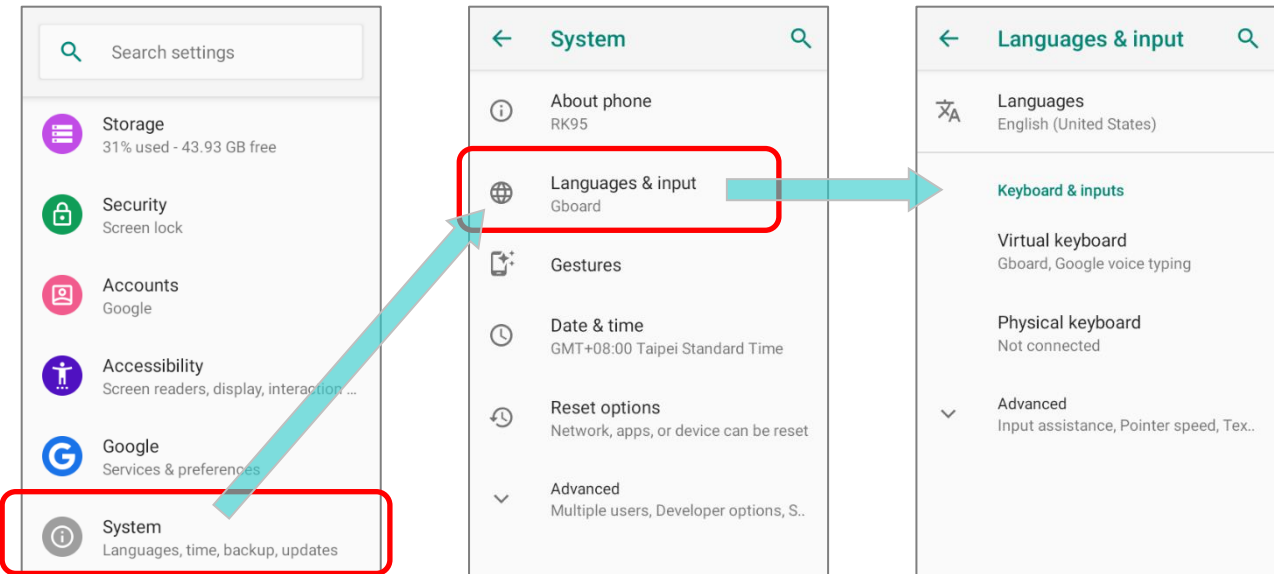 Search settings
Storage
31% used - 43.93 GB free
Security
Screen lock
Accounts
Google
Accessibility
Screen readers, display, interaction ...
Google
Services & preferences
System
Languages, time, backup, updates
System
About phone
RK95
Languages & input
Gboard
Gestures
Date & time
GMT+08:00 Taipei Standard Time
Reset options
Network, apps, or device can be reset
Advanced
Multiple users, Developer options, S..
Languages & input
Languages
English (United States)
Keyboard & inputs
Virtual keyboard
Gboard, Google voice typing
Physical keyboard
Not connected
Advanced
Input assistance, Pointer speed, Tex..